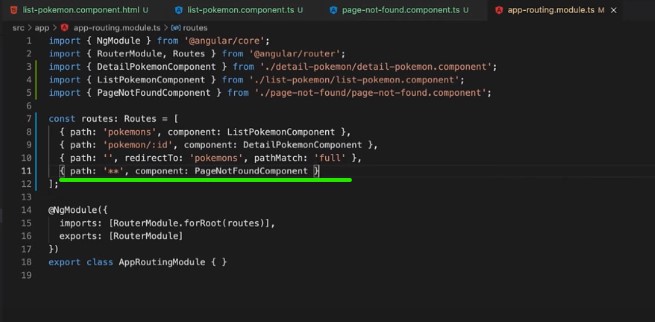 list-pokemon.component.html U
list-pokemon.component.ts U
page-not-found.component.ts U
app-routing.module.ts M
src > app > app-routing.module.ts > routes
1 import { NgModule } from '@angular/core';
2 import { RouterModule, Routes } from '@angular/router';
3 import { DetailPokemonComponent } from './detail-pokemon/detail-pokemon.component';
4 import { ListPokemonComponent } from './list-pokemon/list-pokemon.component';
5 import { PageNotFoundComponent } from './page-not-found/page-not-found.component';
6
7 const routes: Routes = [
8 { path: 'pokemons', component: ListPokemonComponent },
9 { path: 'pokemon/:id', component: DetailPokemonComponent },
10 { path: '', redirectTo: 'pokemons', pathMatch: 'full' },
11 { path: '**', component: PageNotFoundComponent }
12 ];
13
14 @NgModule({
15 imports: [RouterModule.forRoot(routes)],
16 exports: [RouterModule]
17 })
18 export class AppRoutingModule { }
19